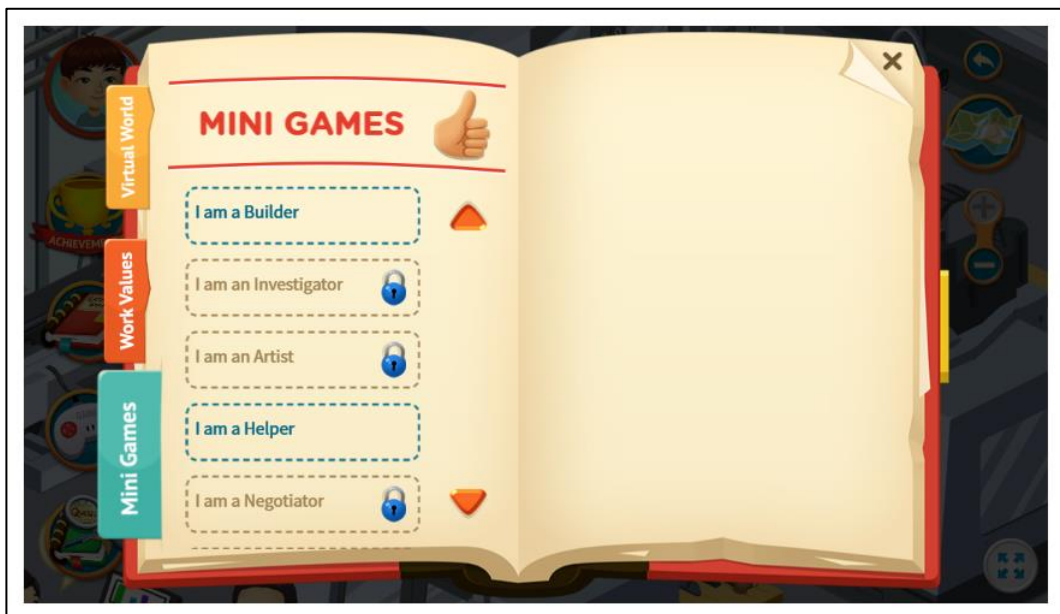 MINI GAMES
Virtual World
Work Values
Mini Games
I am a Builder
I am an Investigator
I am an Artist
I am a Helper
I am a Negotiator